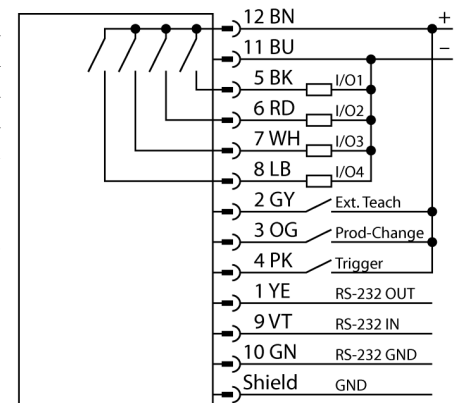 12 BN +
11 BU −
5 BK I/O1
6 RD I/O2
7 WH I/O3
8 LB I/O4
2 GY Ext. Teach
3 OG Prod-Change
4 PK Trigger
1 YE RS-232 OUT
9 VT RS-232 IN
10 GN RS-232 GND
Shield GND